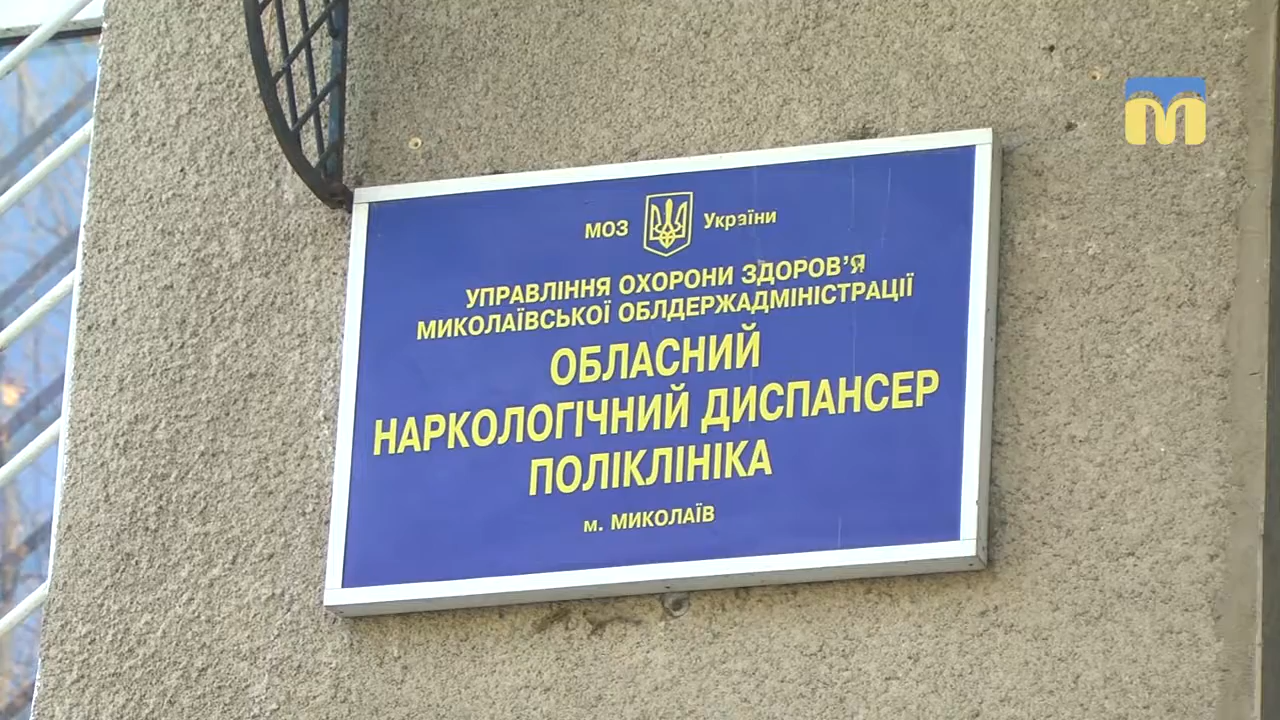 МОЗ України
УПРАВЛІННЯ ОХОРОНИ ЗДОРОВ’Я
МИКОЛАЇВСЬКОЇ ОБЛДЕРЖАДМІНІСТРАЦІЇ
ОБЛАСНИЙ
НАРКОЛОГІЧНИЙ ДИСПАНСЕР
ПОЛІКЛІНІКА
м. МИКОЛАЇВ